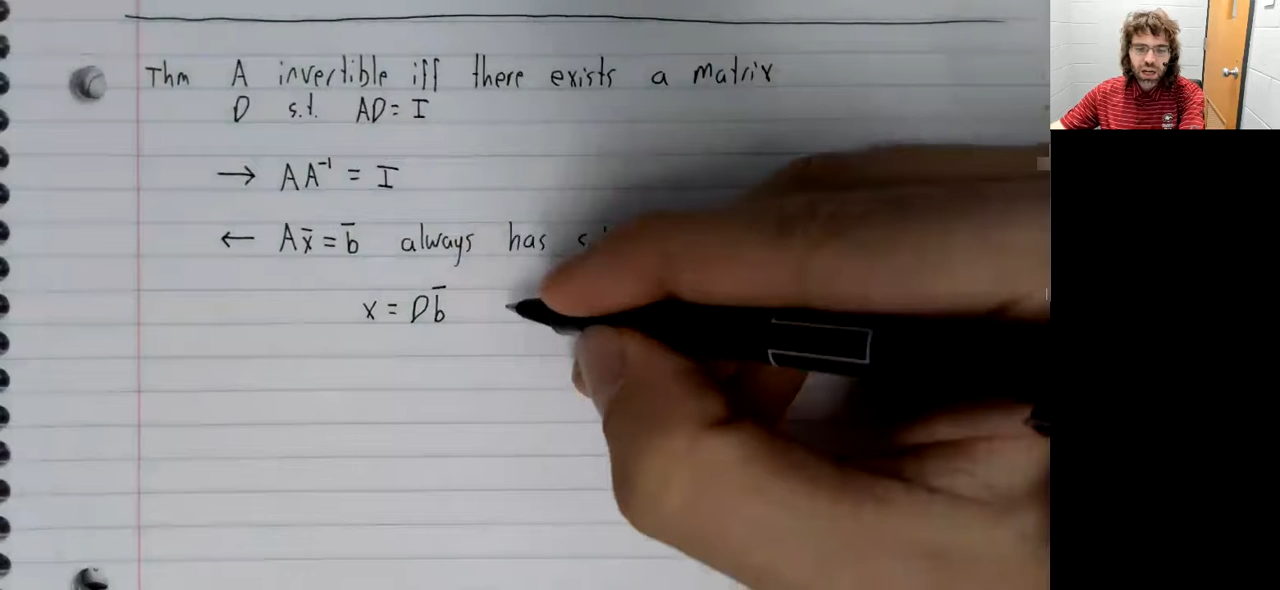 Thm A invertible iff there exists a matrix
D s.t. AD = I
→ AA⁻¹ = I
← Ax̄ = b̄ always has
x = Db̄